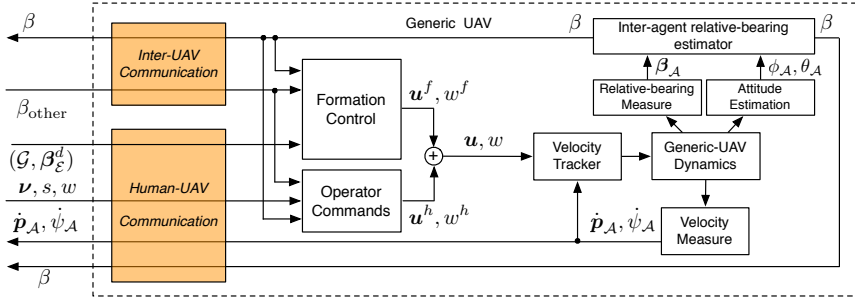 β
Generic UAV
β
Inter-agent relative-bearing
estimator
β
Inter-UAV
Communication
𝜷_𝒜
ϕ_𝒜, θ_𝒜
Relative-bearing
Measure
Attitude
Estimation
β_other
Formation
Control
𝒖^f, w^f
𝒖, w
Velocity
Tracker
Generic-UAV
Dynamics
(𝒢, 𝜷_ℰ^d)
𝝂, s, w
Human-UAV
Communication
Operator
Commands
𝒖^h, w^h
ṗ_𝒜, ψ̇_𝒜
ṗ_𝒜, ψ̇_𝒜
Velocity
Measure
β